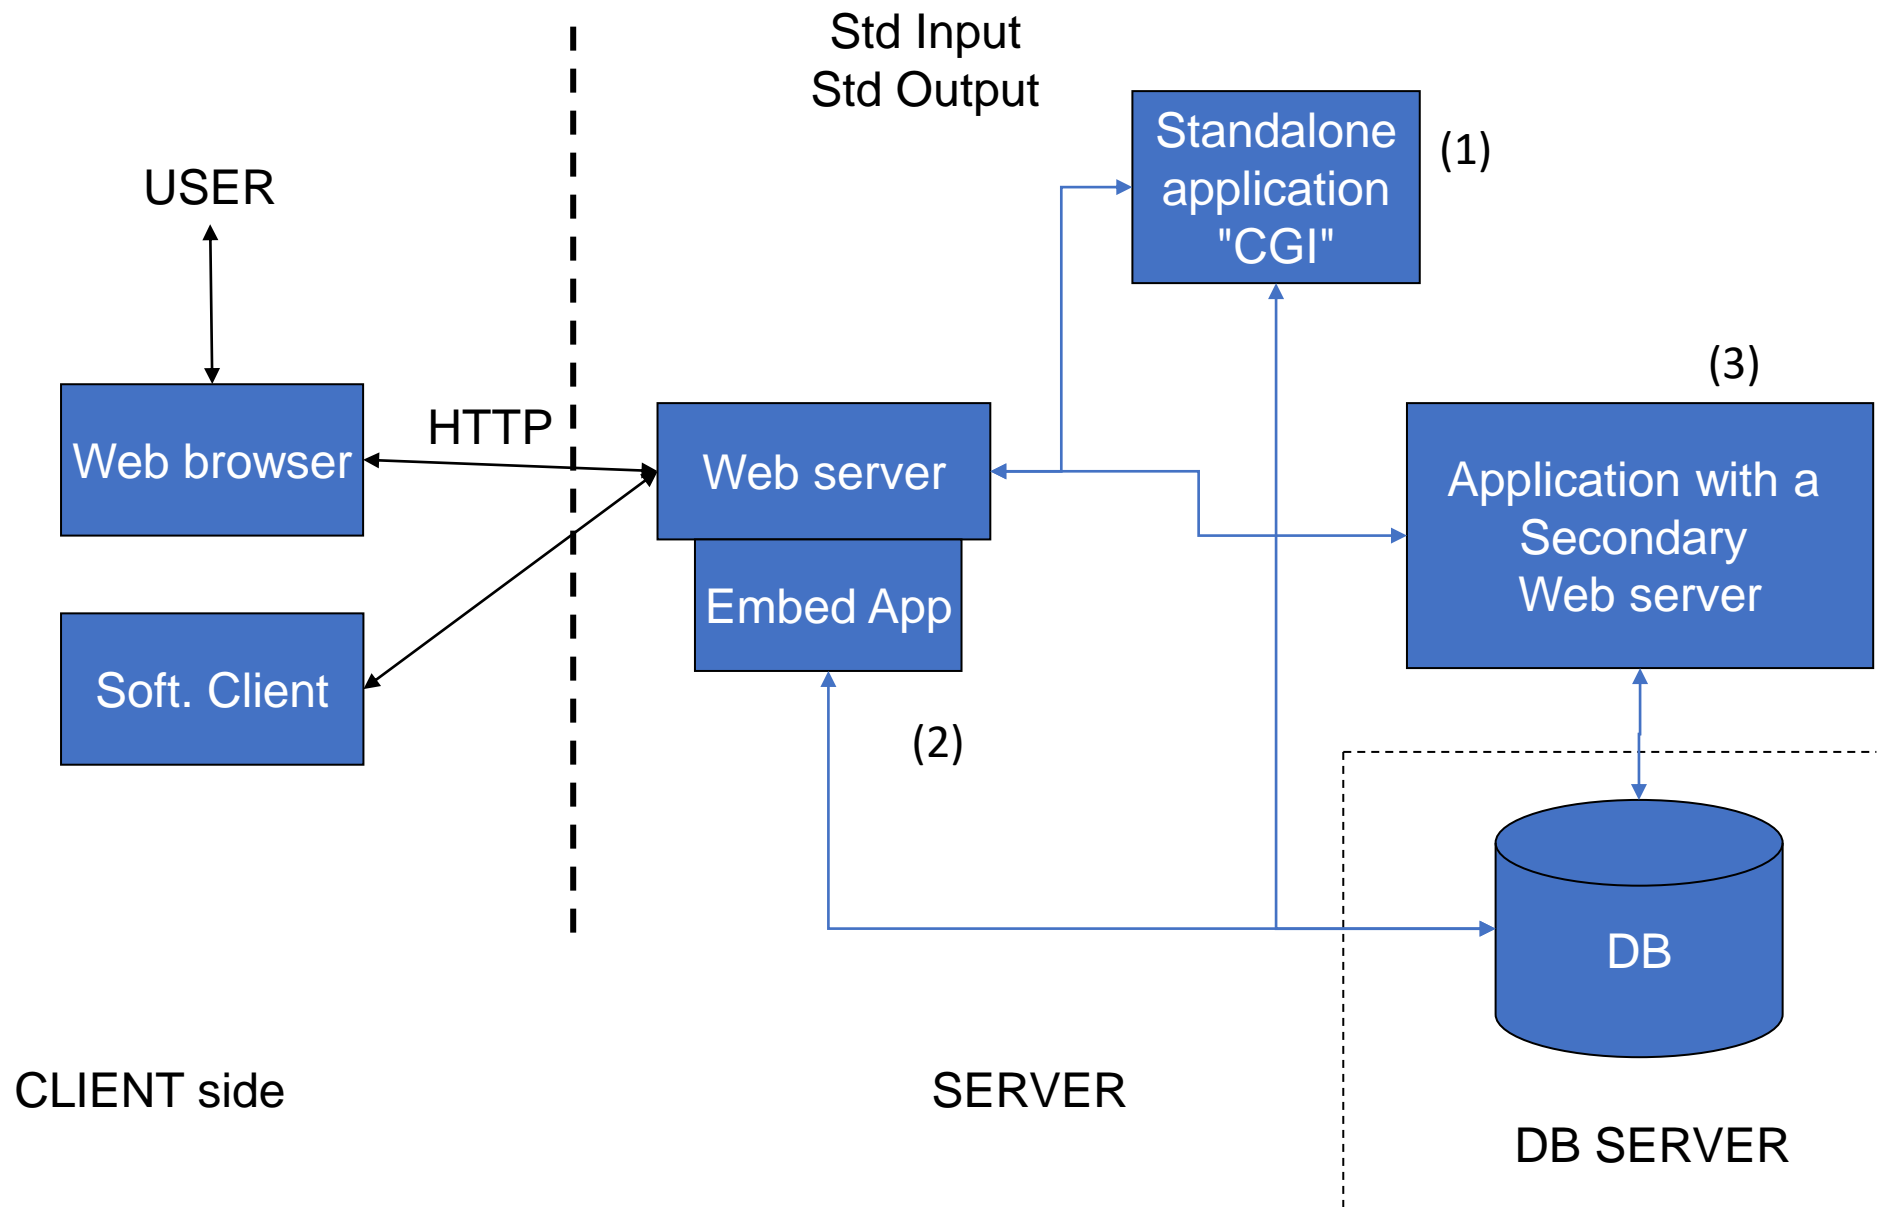 Std Input
Std Output
Standalone
application
"CGI"
(1)
USER
(3)
HTTP
Web browser
Web server
Application with a
Secondary
Web server
Embed App
Soft. Client
(2)
DB
CLIENT side
SERVER
DB SERVER